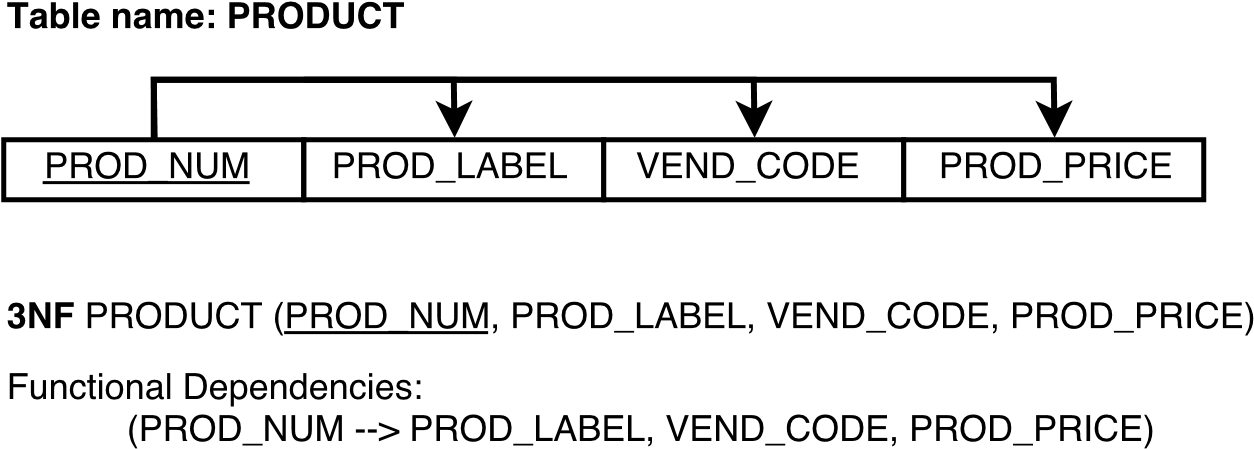 Table name: PRODUCT
PROD_NUM PROD_LABEL VEND_CODE PROD_PRICE
3NF PRODUCT (PROD_NUM, PROD_LABEL, VEND_CODE, PROD_PRICE)
Functional Dependencies:
(PROD_NUM --> PROD_LABEL, VEND_CODE, PROD_PRICE)